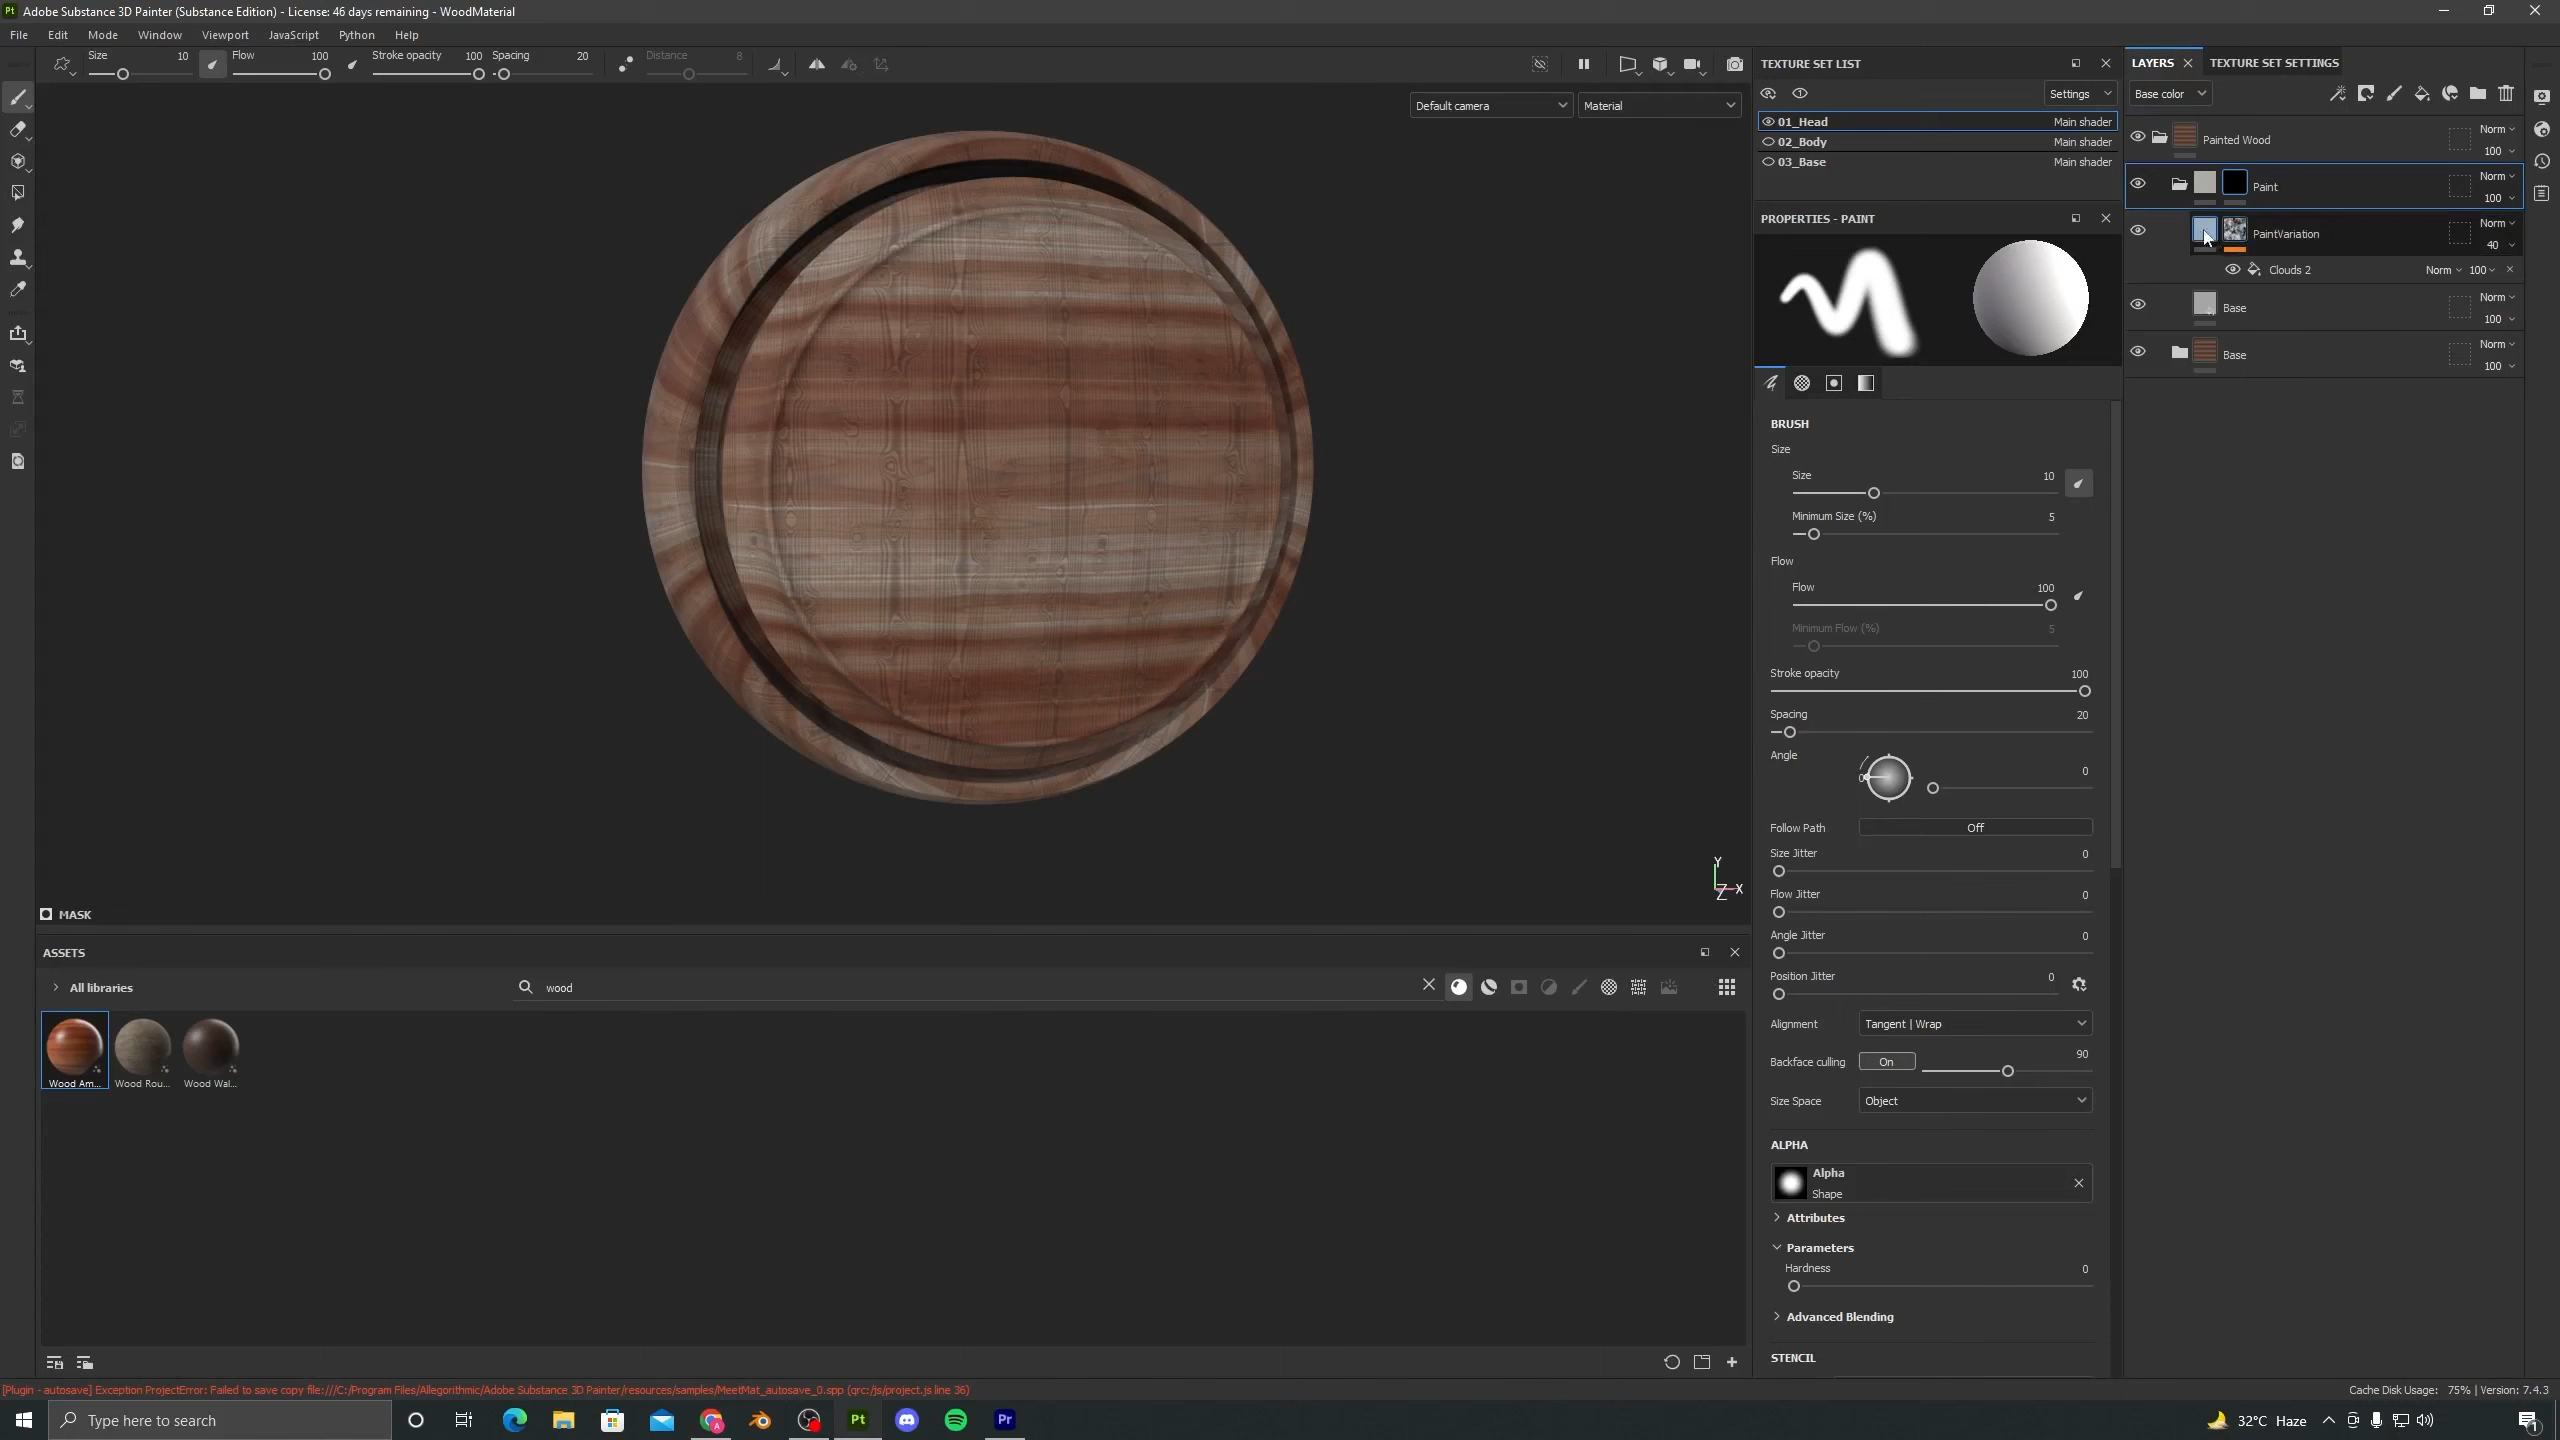 Pt Adobe Substance 3D Painter (Substance Edition) - License: 46 days remaining - WoodMaterial
File Edit Mode Window Viewport JavaScript Python Help
Size 10 Flow 100 Stroke opacity 100 Spacing 20 Distance 8
Default camera Material
Y
Z X
MASK
TEXTURE SET LIST
Settings
01_Head Main shader
02_Body Main shader
03_Base Main shader
PROPERTIES - PAINT
BRUSH
Size
Size 10
Minimum Size (%) 5
Flow
Flow 100
Minimum Flow (%) 5
Stroke opacity 100
Spacing 20
Angle
0 0
Follow Path Off
Size Jitter 0
Flow Jitter 0
Angle Jitter 0
Position Jitter 0
Alignment Tangent | Wrap
Backface culling On 90
Size Space Object
ALPHA
Alpha
Shape
Attributes
Parameters
Hardness 0
Advanced Blending
STENCIL
LAYERS TEXTURE SET SETTINGS
Base color
Painted Wood Norm 100
Paint Norm 100
PaintVariation Norm 40
Clouds 2 Norm 100
Base Norm 100
Base Norm 100
ASSETS
All libraries wood
Wood Am... Wood Rou... Wood Wal...
[Plugin - autosave] Exception ProjectError: Failed to save copy file:///C:/Program Files/Allegorithmic/Adobe Substance 3D Painter/resources/samples/MeetMat_autosave_0.spp (qrc:/js/project.js line 36)
Cache Disk Usage: 75% | Version: 7.4.3
Type here to search
Pt Pr
32°C Haze
1